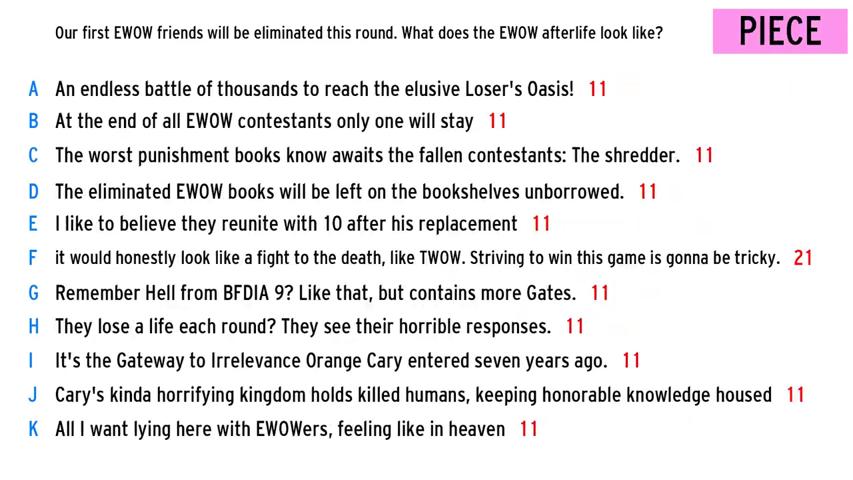 Our first EWOW friends will be eliminated this round. What does the EWOW afterlife look like?
PIECE
A An endless battle of thousands to reach the elusive Loser's Oasis! 11
B At the end of all EWOW contestants only one will stay 11
C The worst punishment books know awaits the fallen contestants: The shredder. 11
D The eliminated EWOW books will be left on the bookshelves unborrowed. 11
E I like to believe they reunite with 10 after his replacement 11
F it would honestly look like a fight to the death, like TWOW. Striving to win this game is gonna be tricky. 21
G Remember Hell from BFDIA 9? Like that, but contains more Gates. 11
H They lose a life each round? They see their horrible responses. 11
I It's the Gateway to Irrelevance Orange Cary entered seven years ago. 11
J Cary's kinda horrifying kingdom holds killed humans, keeping honorable knowledge housed 11
K All I want lying here with EWOWers, feeling like in heaven 11